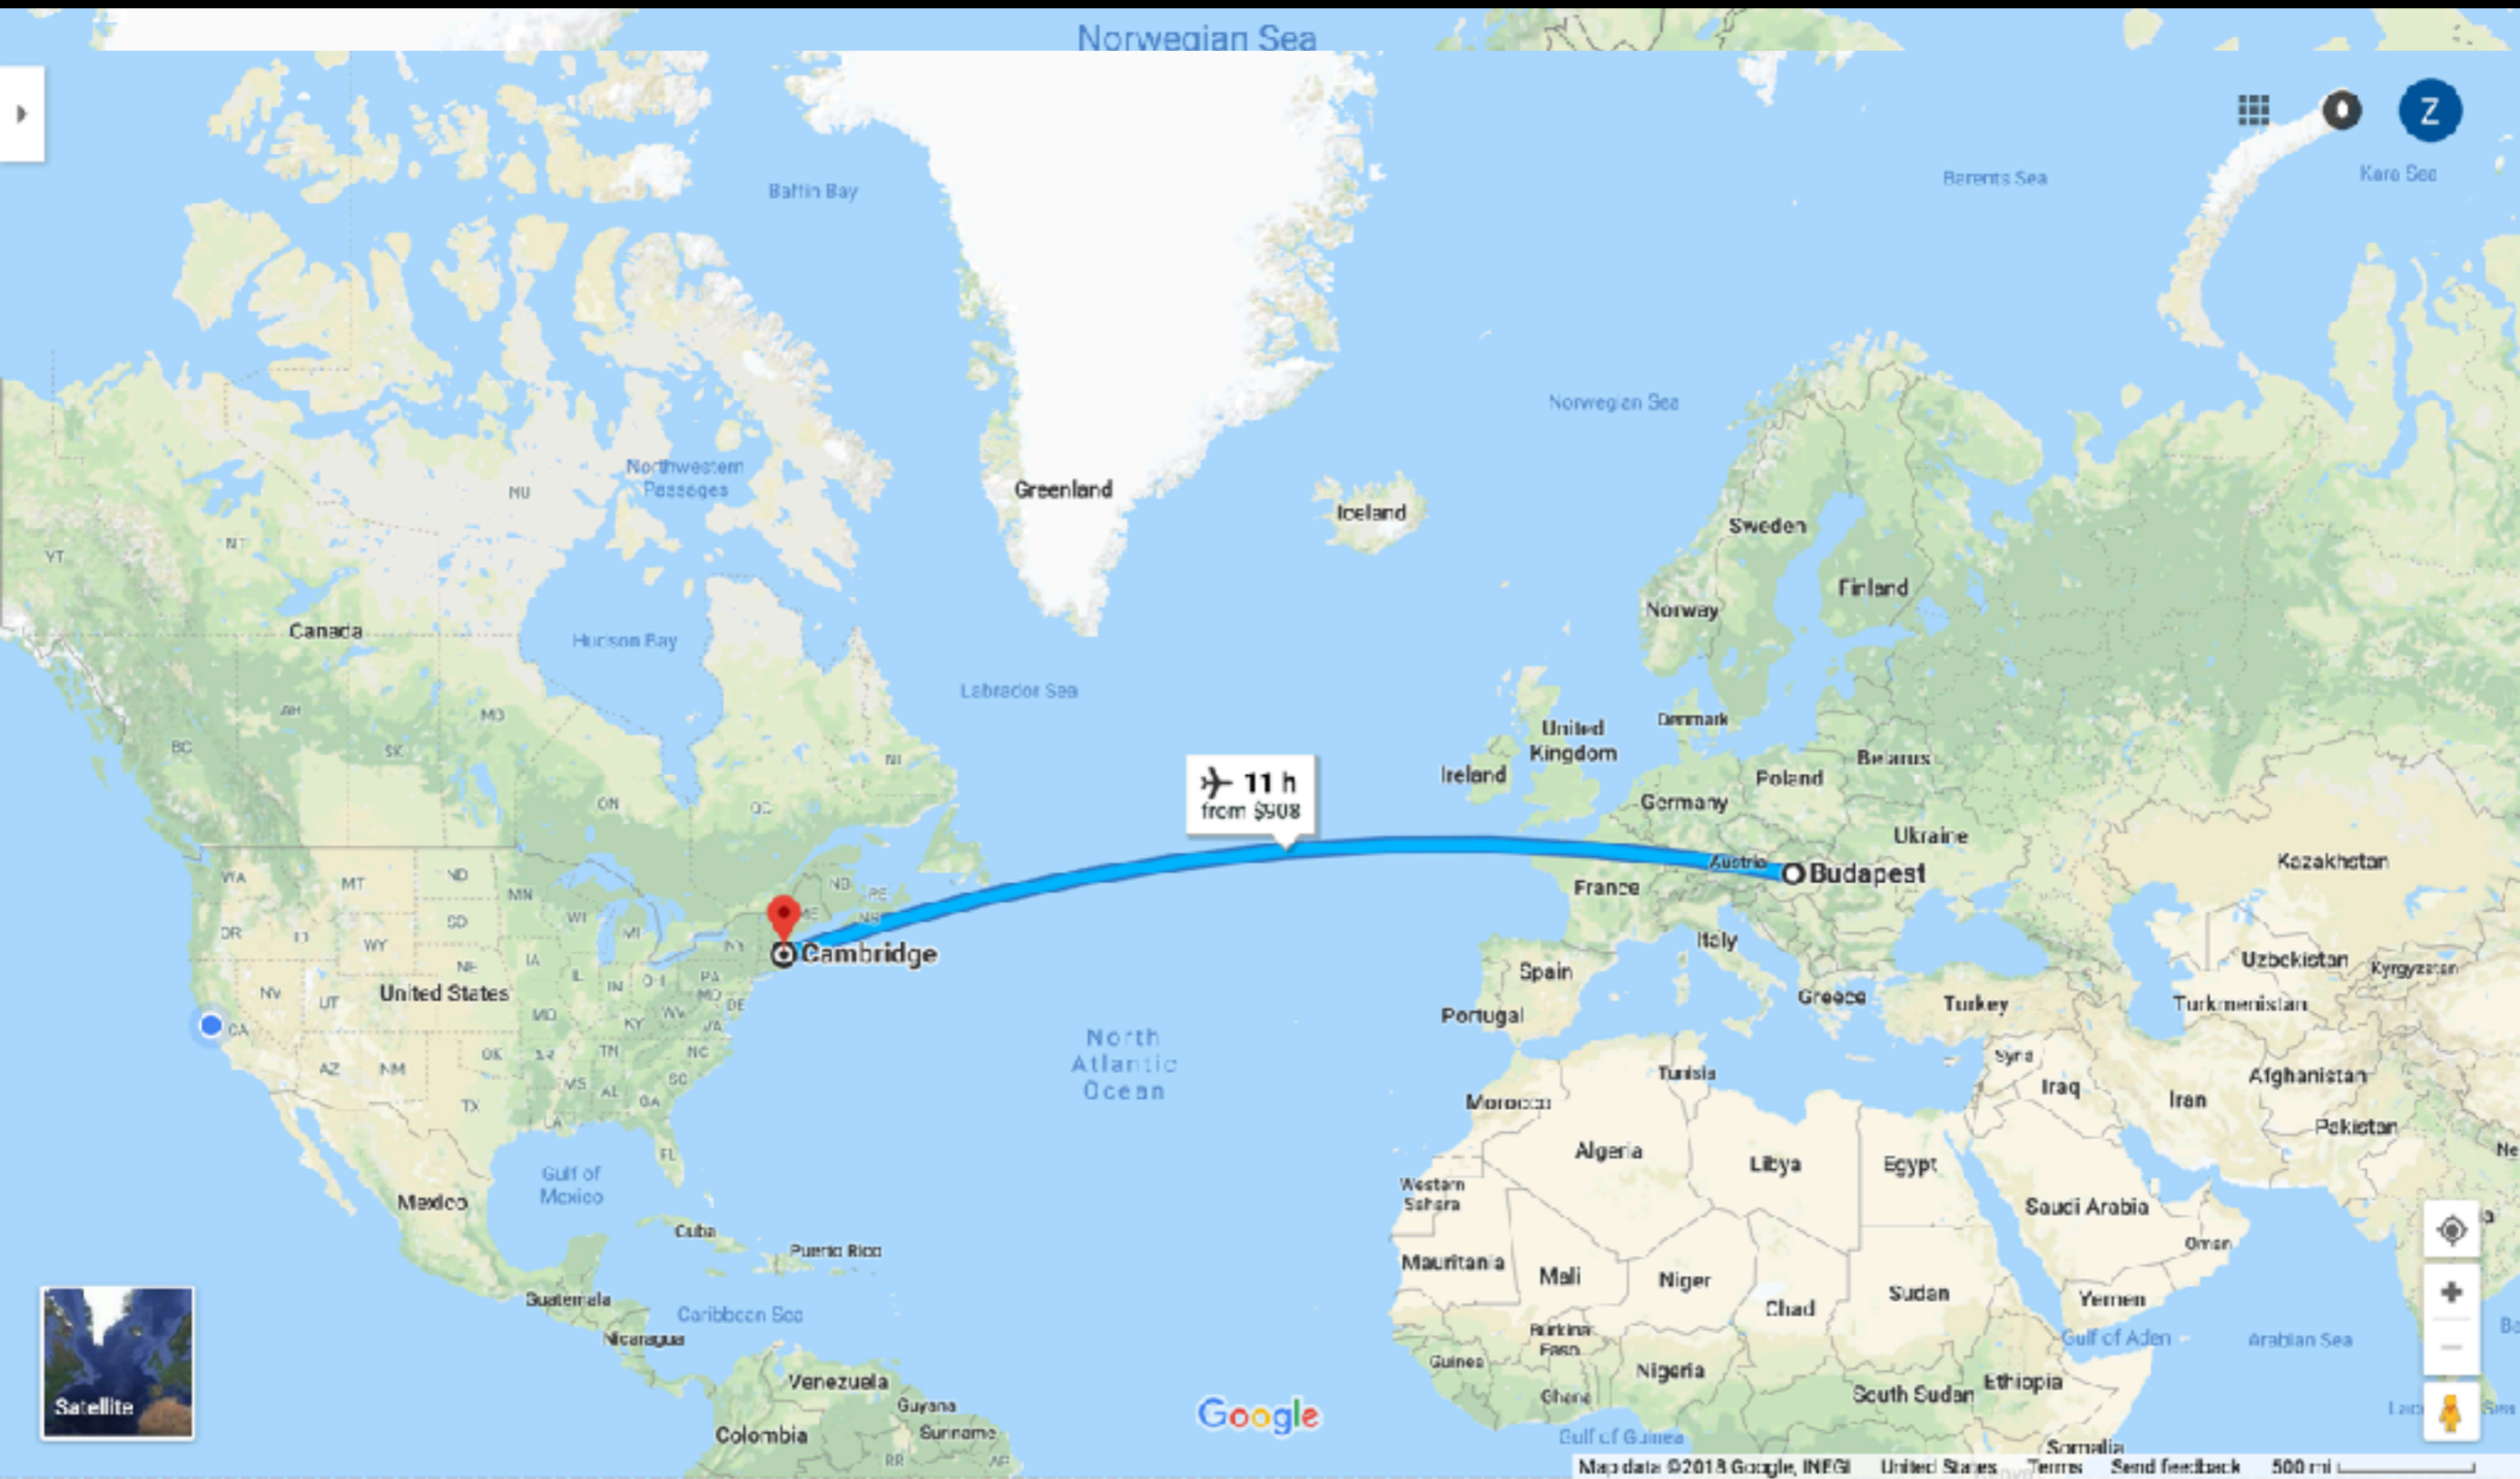 Norwegian Sea
Z
Baffin Bay
Barents Sea
Kara Sea
Norwegian Sea
Northwestern
Passages
NU
Greenland
Iceland
Sweden
NT
YT
Finland
Norway
Canada
Hudson Bay
Labrador Sea
AB
MB
BC
SK
Denmark
United
Kingdom
Ireland
Belarus
Poland
NL
11 h
from $908
ON
QC
Germany
Ukraine
Austria
Budapest
Kazakhstan
France
WA
MT
ND
MN
NB
PE
ME
NS
OR
ID
SD
WI
MI
WY
NY
Cambridge
Italy
Spain
Uzbekistan
Kyrgyzstan
NE
IA
IL
IN
OH
PA
MD
DE
NV
UT
United States
Greece
Turkey
Turkmenistan
Portugal
CA
MO
KY
WV
VA
North
Atlantic
Ocean
OK
AR
TN
NC
AZ
NM
Syria
Iraq
Iran
Afghanistan
Tunisia
Morocco
MS
AL
SC
GA
TX
LA
Pakistan
Ne
FL
Algeria
Libya
Egypt
Gulf of
Mexico
Western
Sahara
Mexico
Saudi Arabia
Cuba
Puerto Rico
Oman
Mauritania
Mali
Niger
Chad
Sudan
Yemen
Guatemala
Caribbean Sea
Nicaragua
Burkina
Faso
Gulf of Aden
Arabian Sea
Guinea
Nigeria
Venezuela
Ghana
South Sudan
Ethiopia
Satellite
Guyana
Google
Colombia
Suriname
Gulf of Guinea
Somalia
RR
AP
Map data ©2018 Google, INEGI United States Terms Send feedback 500 mi